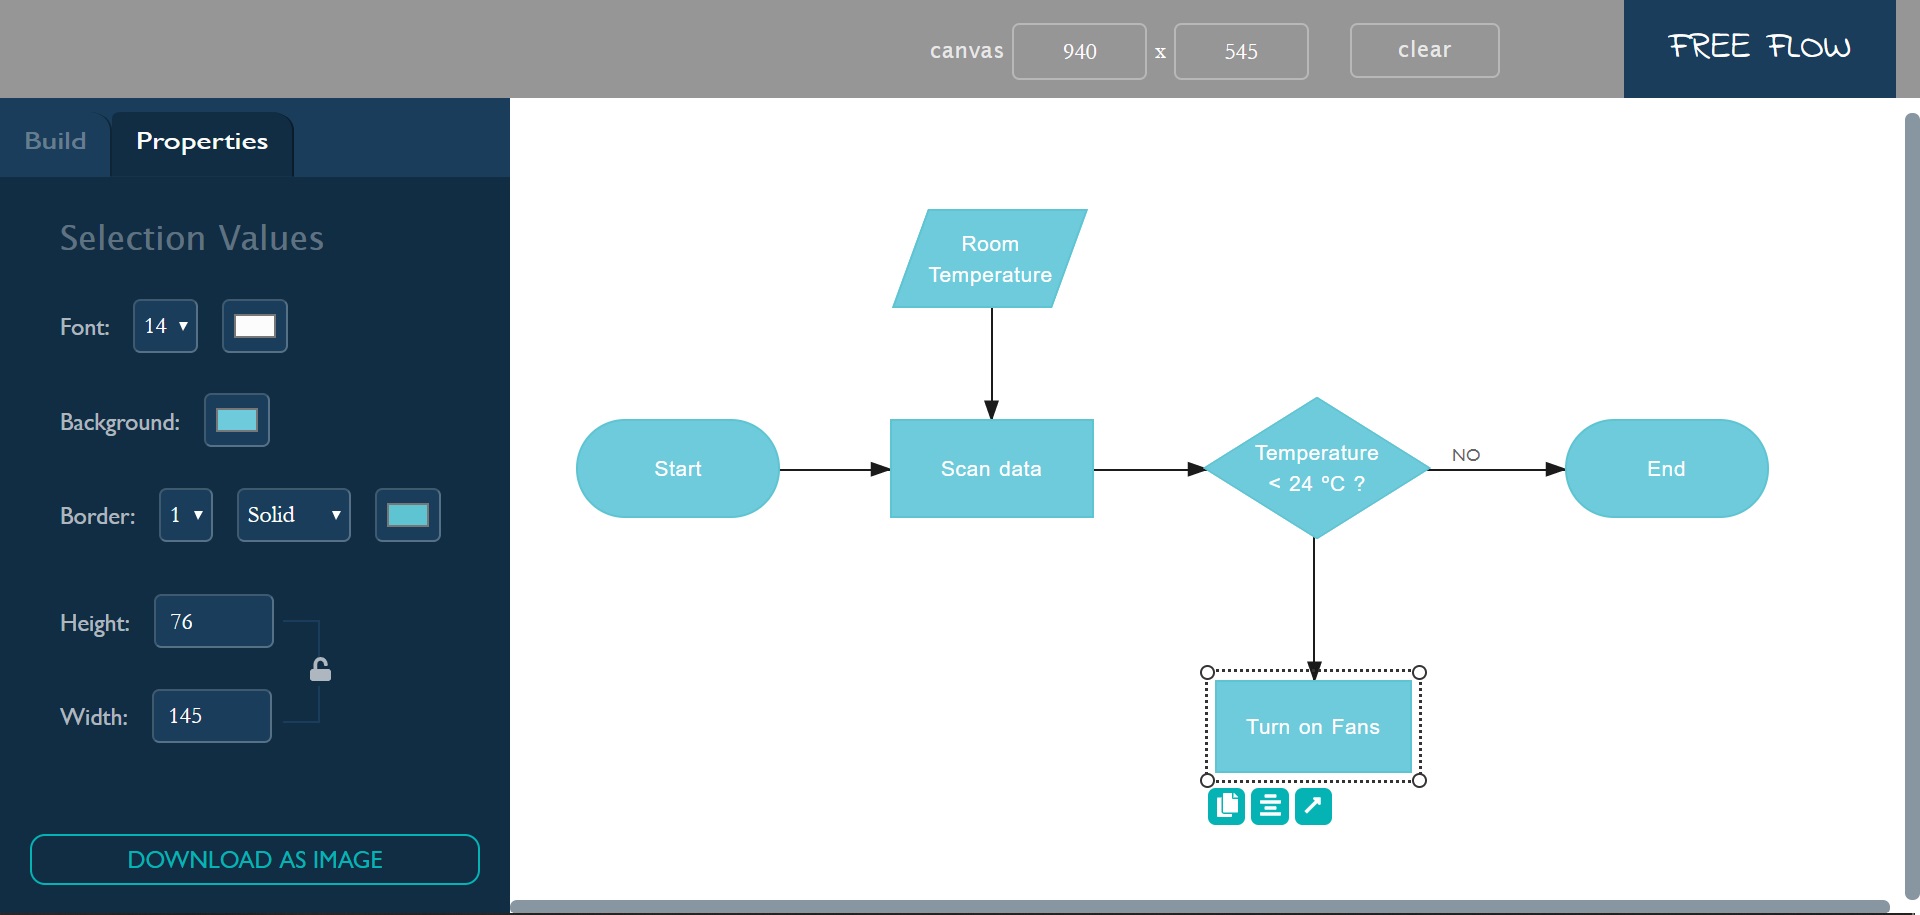 canvas 940 x 545 clear FREE FLOW
Build Properties
Selection Values
Font: 14
Background:
Border: 1 Solid
Height: 76
Width: 145
DOWNLOAD AS IMAGE
Room
Temperature
Start
Scan data
Temperature
< 24 ºC ?
NO
End
Turn on Fans